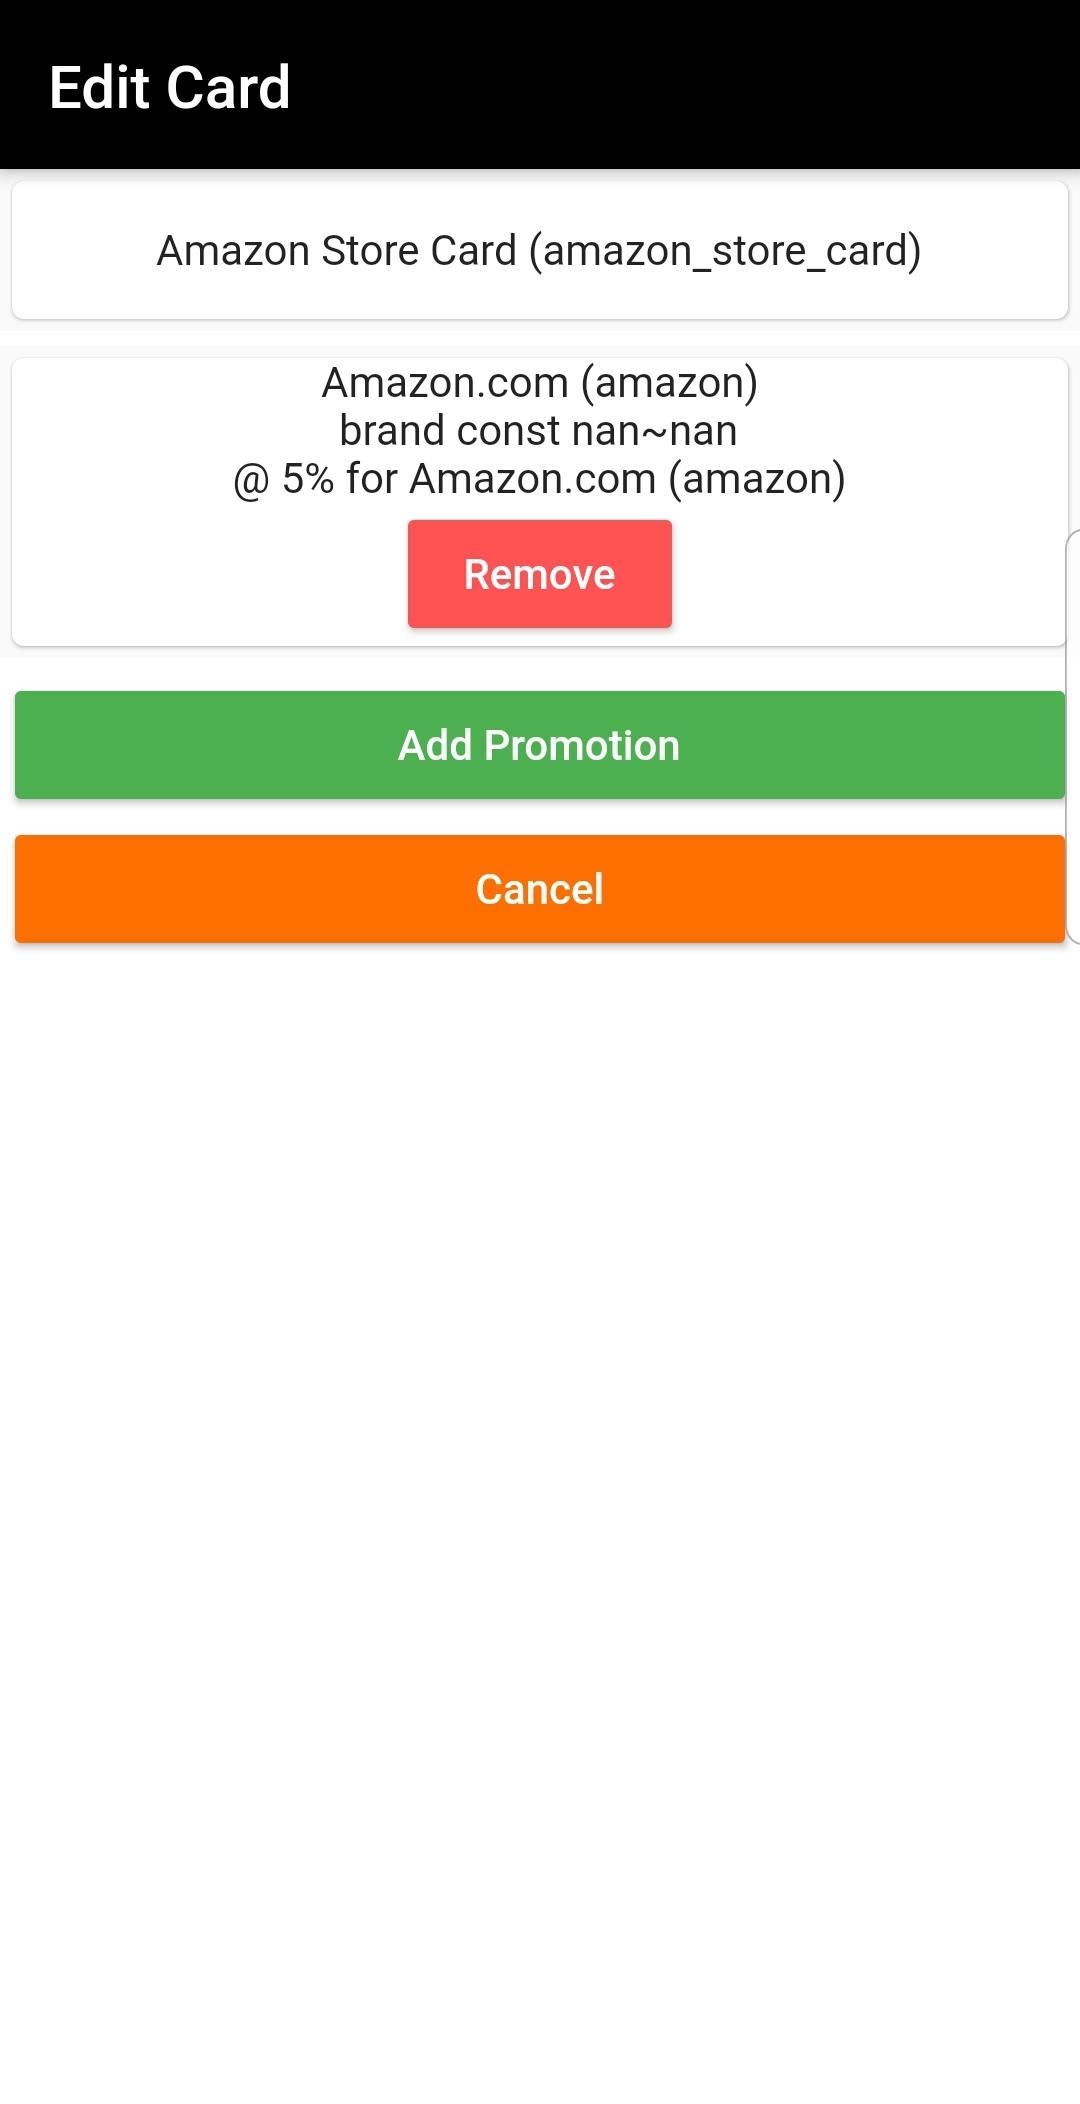 Edit Card
Amazon Store Card (amazon_store_card)
Amazon.com (amazon)
brand const nan~nan
@ 5% for Amazon.com (amazon)
Remove
Add Promotion
Cancel